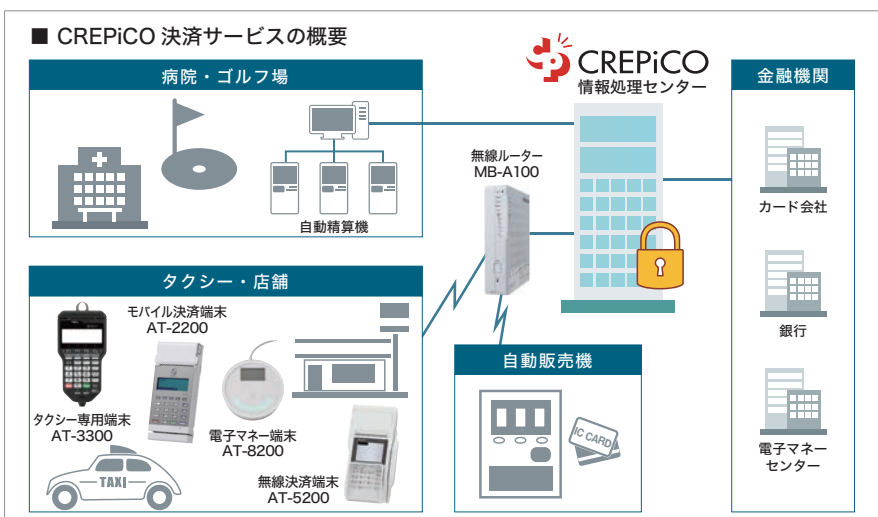 ■ CREPiCO 決済サービスの概要
CREPiCO
情報処理センター
病院・ゴルフ場
自動精算機
無線ルーター
MB-A100
金融機関
カード会社
銀行
電子マネー
センター
タクシー・店舗
モバイル決済端末
AT-2200
タクシー専用端末
AT-3300
電子マネー端末
AT-8200
無線決済端末
AT-5200
TAXI
自動販売機
IC CARD